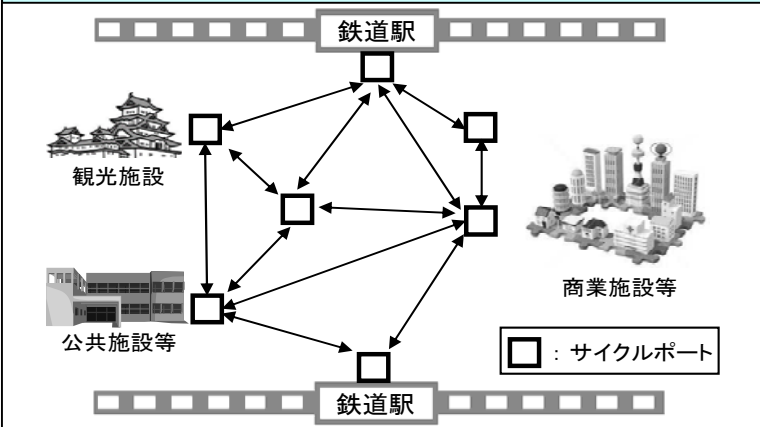 鉄道駅
観光施設
商業施設等
公共施設等
：サイクルポート
鉄道駅